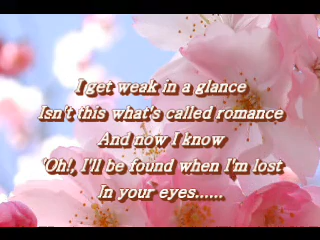 I get weak in a glance
Isn't this what's called romance
And now I know
'Oh!, I'll be found when I'm lost
In your eyes......